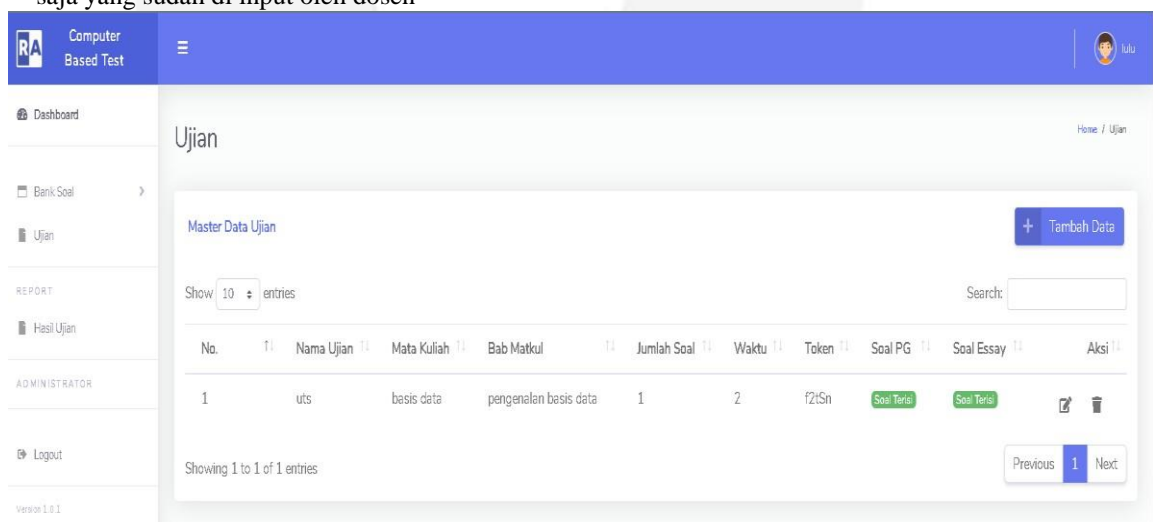 saja yang sudah di input oleh dosen
RA Computer Based Test
lulu
Dashboard
Ujian
Home / Ujian
Bank Soal
Master Data Ujian
+ Tambah Data
Ujian
Show 10 entries
Search:
REPORT
Hasil Ujian
No. Nama Ujian Mata Kuliah Bab Matkul Jumlah Soal Waktu Token Soal PG Soal Essay Aksi
ADMINISTRATOR
1 uts basis data pengenalan basis data 1 2 f2tSn Soal Terisi Soal Terisi
Logout
Showing 1 to 1 of 1 entries
Previous 1 Next
Version 1.0.1